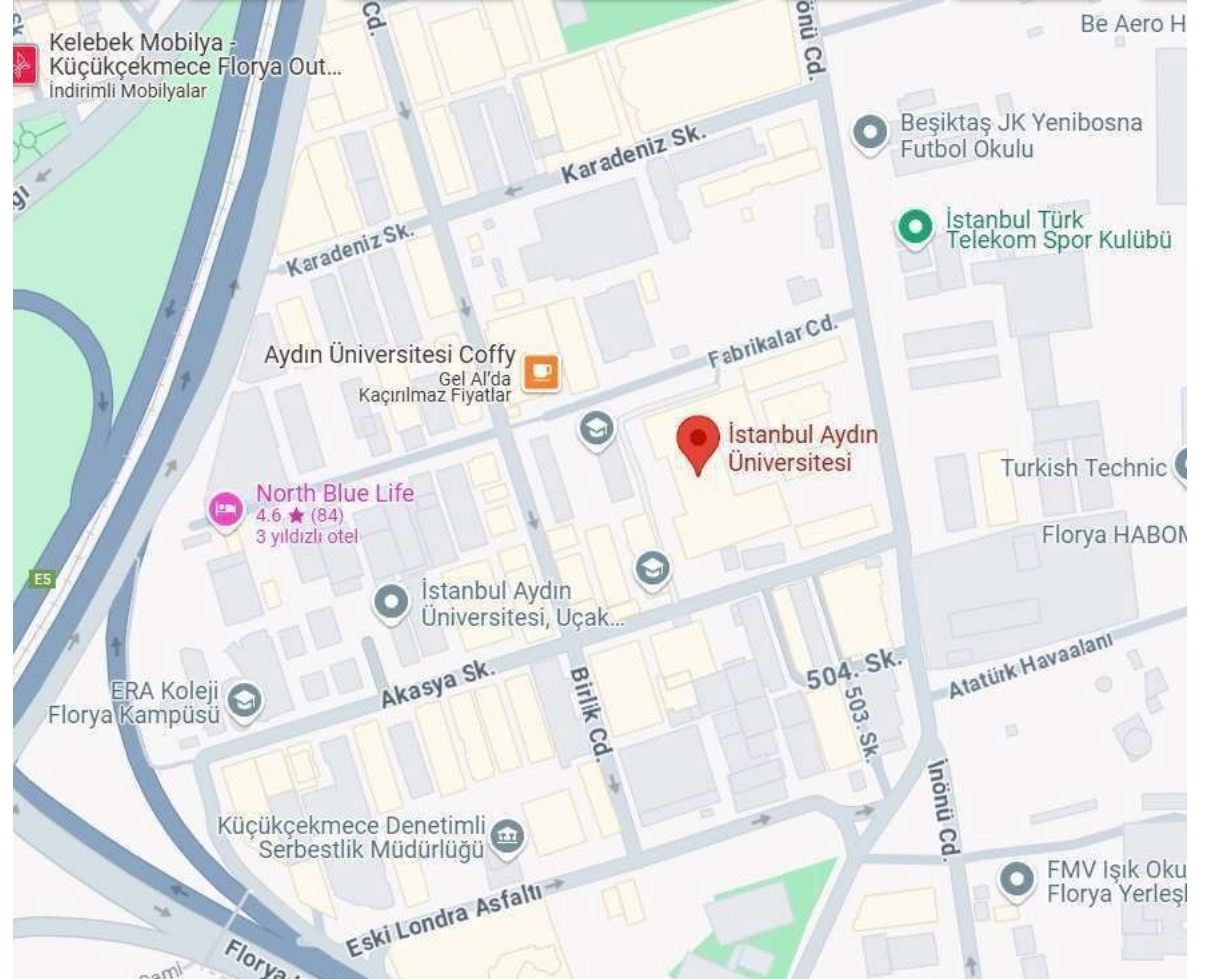 Cd.
İnönü Cd.
Be Aero H
Kelebek Mobilya -
Küçükçekmece Florya Out...
İndirimli Mobilyalar
Beşiktaş JK Yenibosna
Futbol Okulu
Karadeniz Sk.
İstanbul Türk
Telekom Spor Kulübü
Karadeniz Sk.
Fabrikalar Cd.
Aydın Üniversitesi Coffy
Gel Al'da
Kaçırılmaz Fiyatlar
İstanbul Aydın
Üniversitesi
Turkish Technic
North Blue Life
4.6 ★ (84)
3 yıldızlı otel
Florya HABOM
E5
İstanbul Aydın
Üniversitesi, Uçak...
Akasya Sk.
504. Sk.
Atatürk Havaalanı
ERA Koleji
Florya Kampüsü
Birlik Cd.
503. Sk.
İnönü Cd.
Küçükçekmece Denetimli
Serbestlik Müdürlüğü
FMV Işık Oku
Florya Yerleşk
Eski Londra Asfaltı
Florya